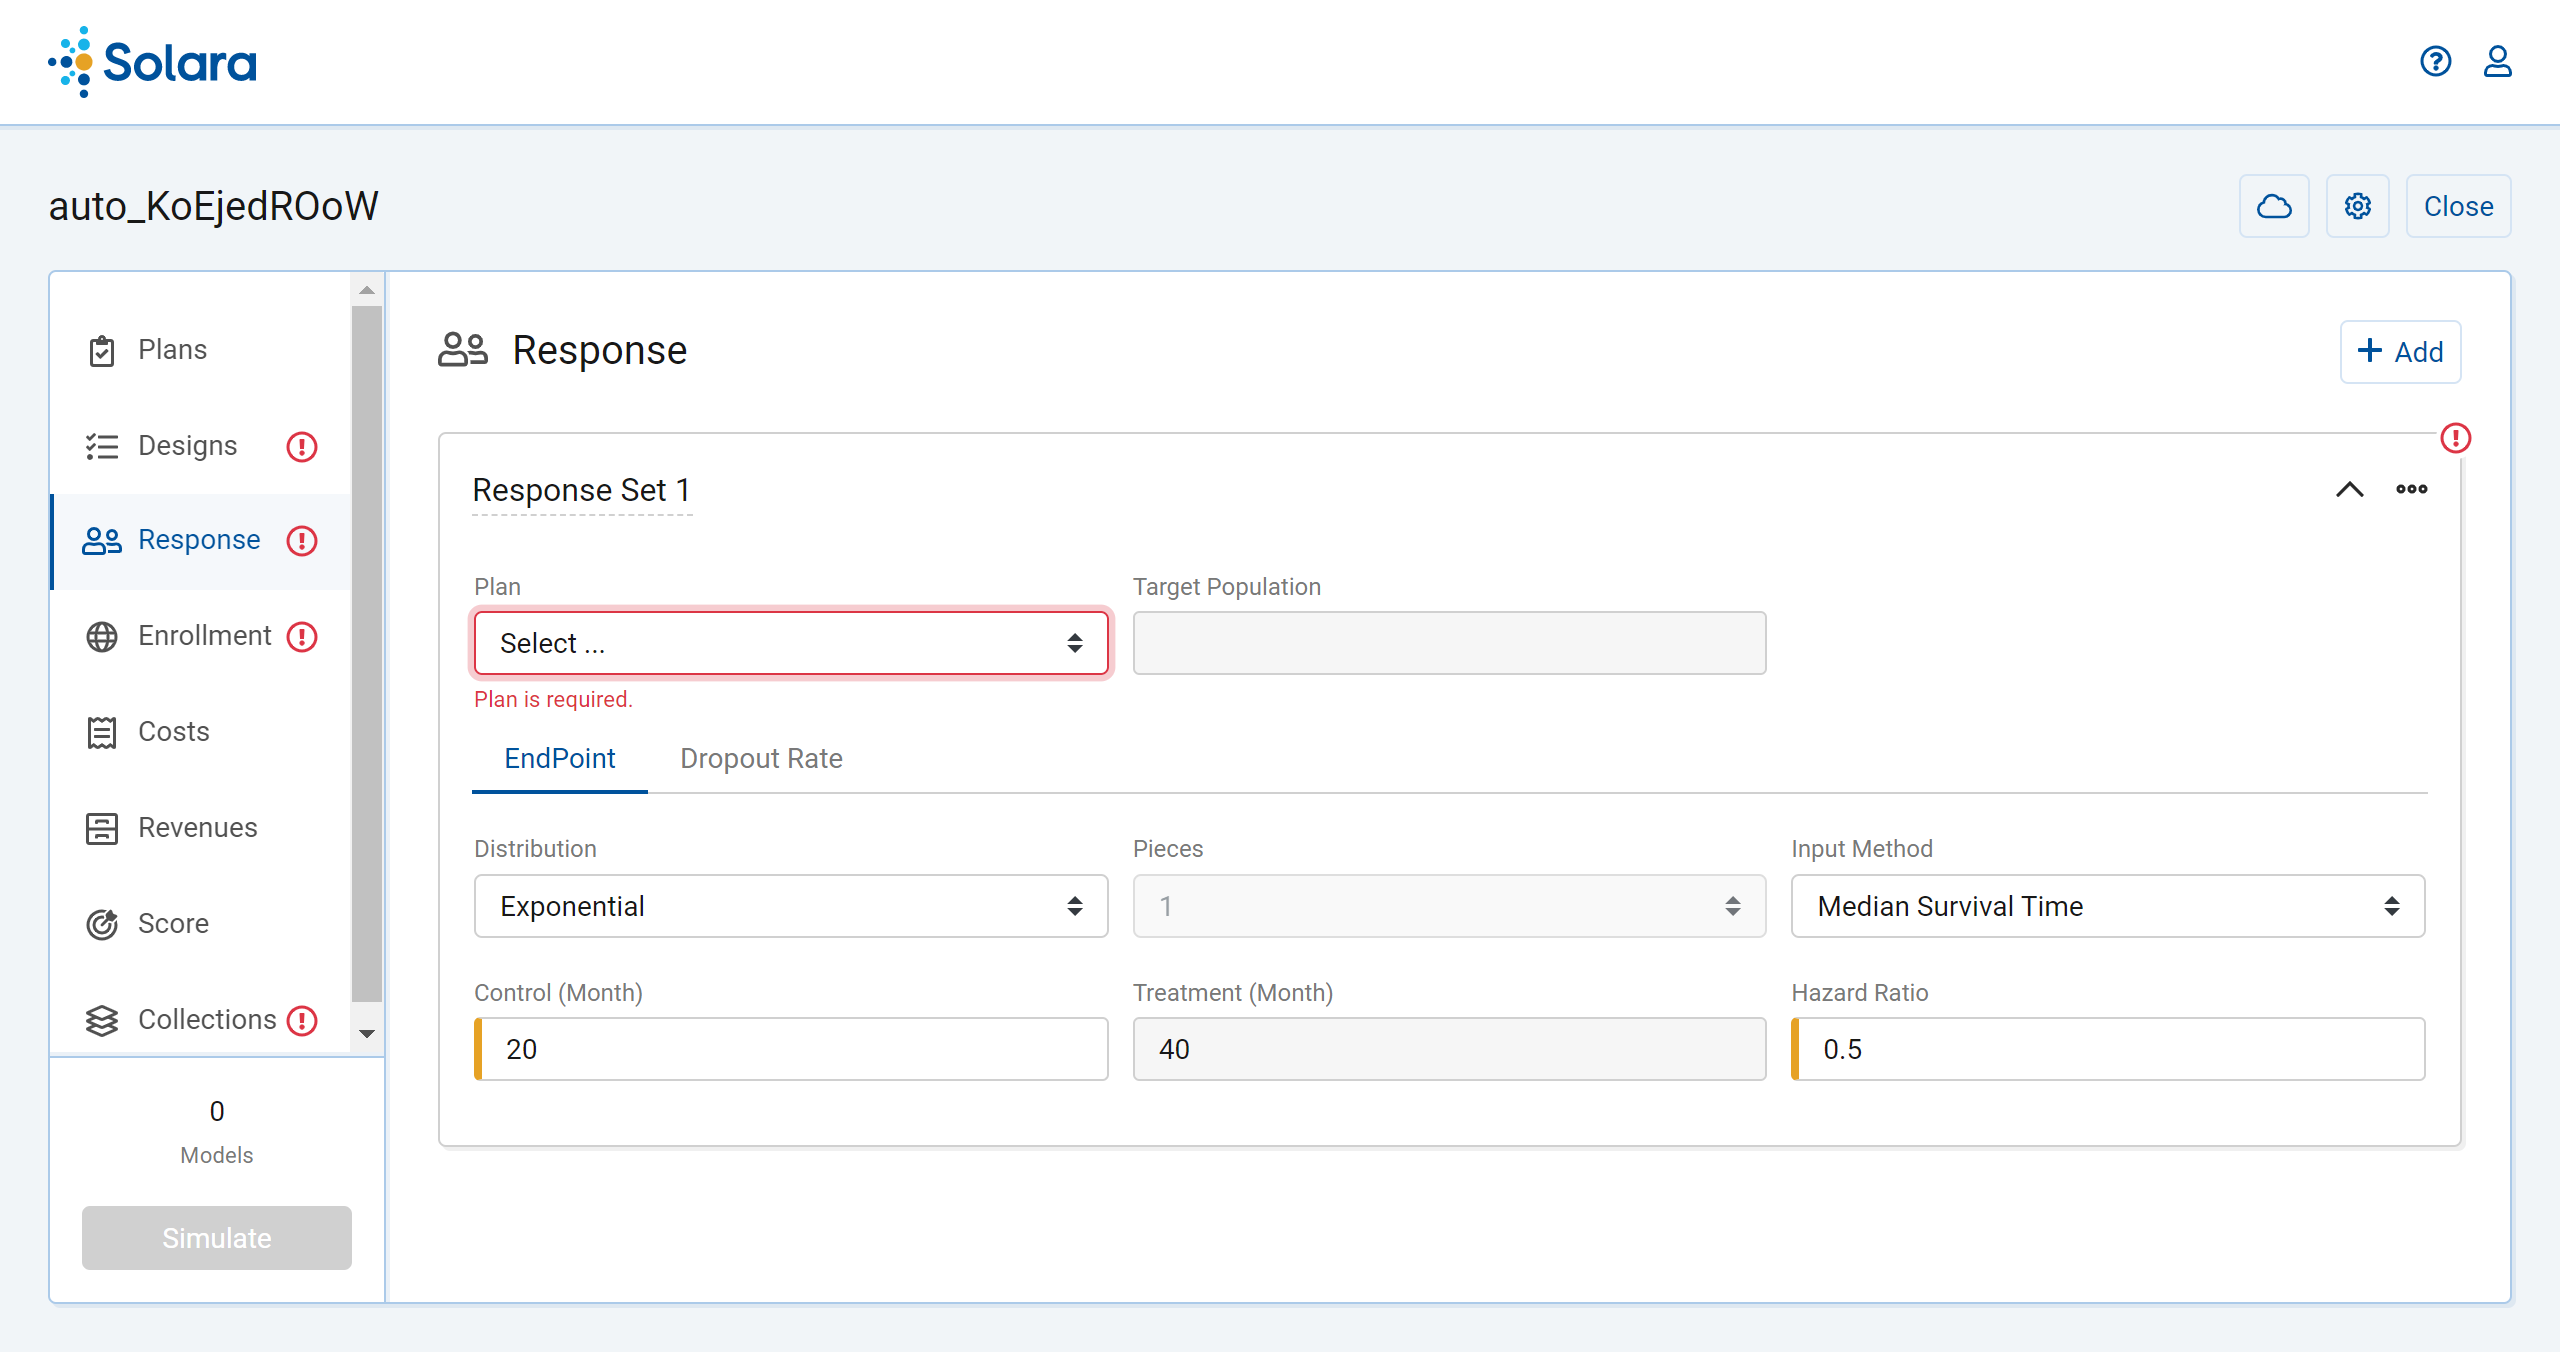 Solara
auto_KoEjedROoW
Close
Plans
Designs
Response
Enrollment
Costs
Revenues
Score
Collections
0
Models
Simulate
Response
Add
Response Set 1
Plan
Target Population
Select ...
Plan is required.
EndPoint
Dropout Rate
Distribution
Pieces
Input Method
Exponential
1
Median Survival Time
Control (Month)
Treatment (Month)
Hazard Ratio
20
40
0.5